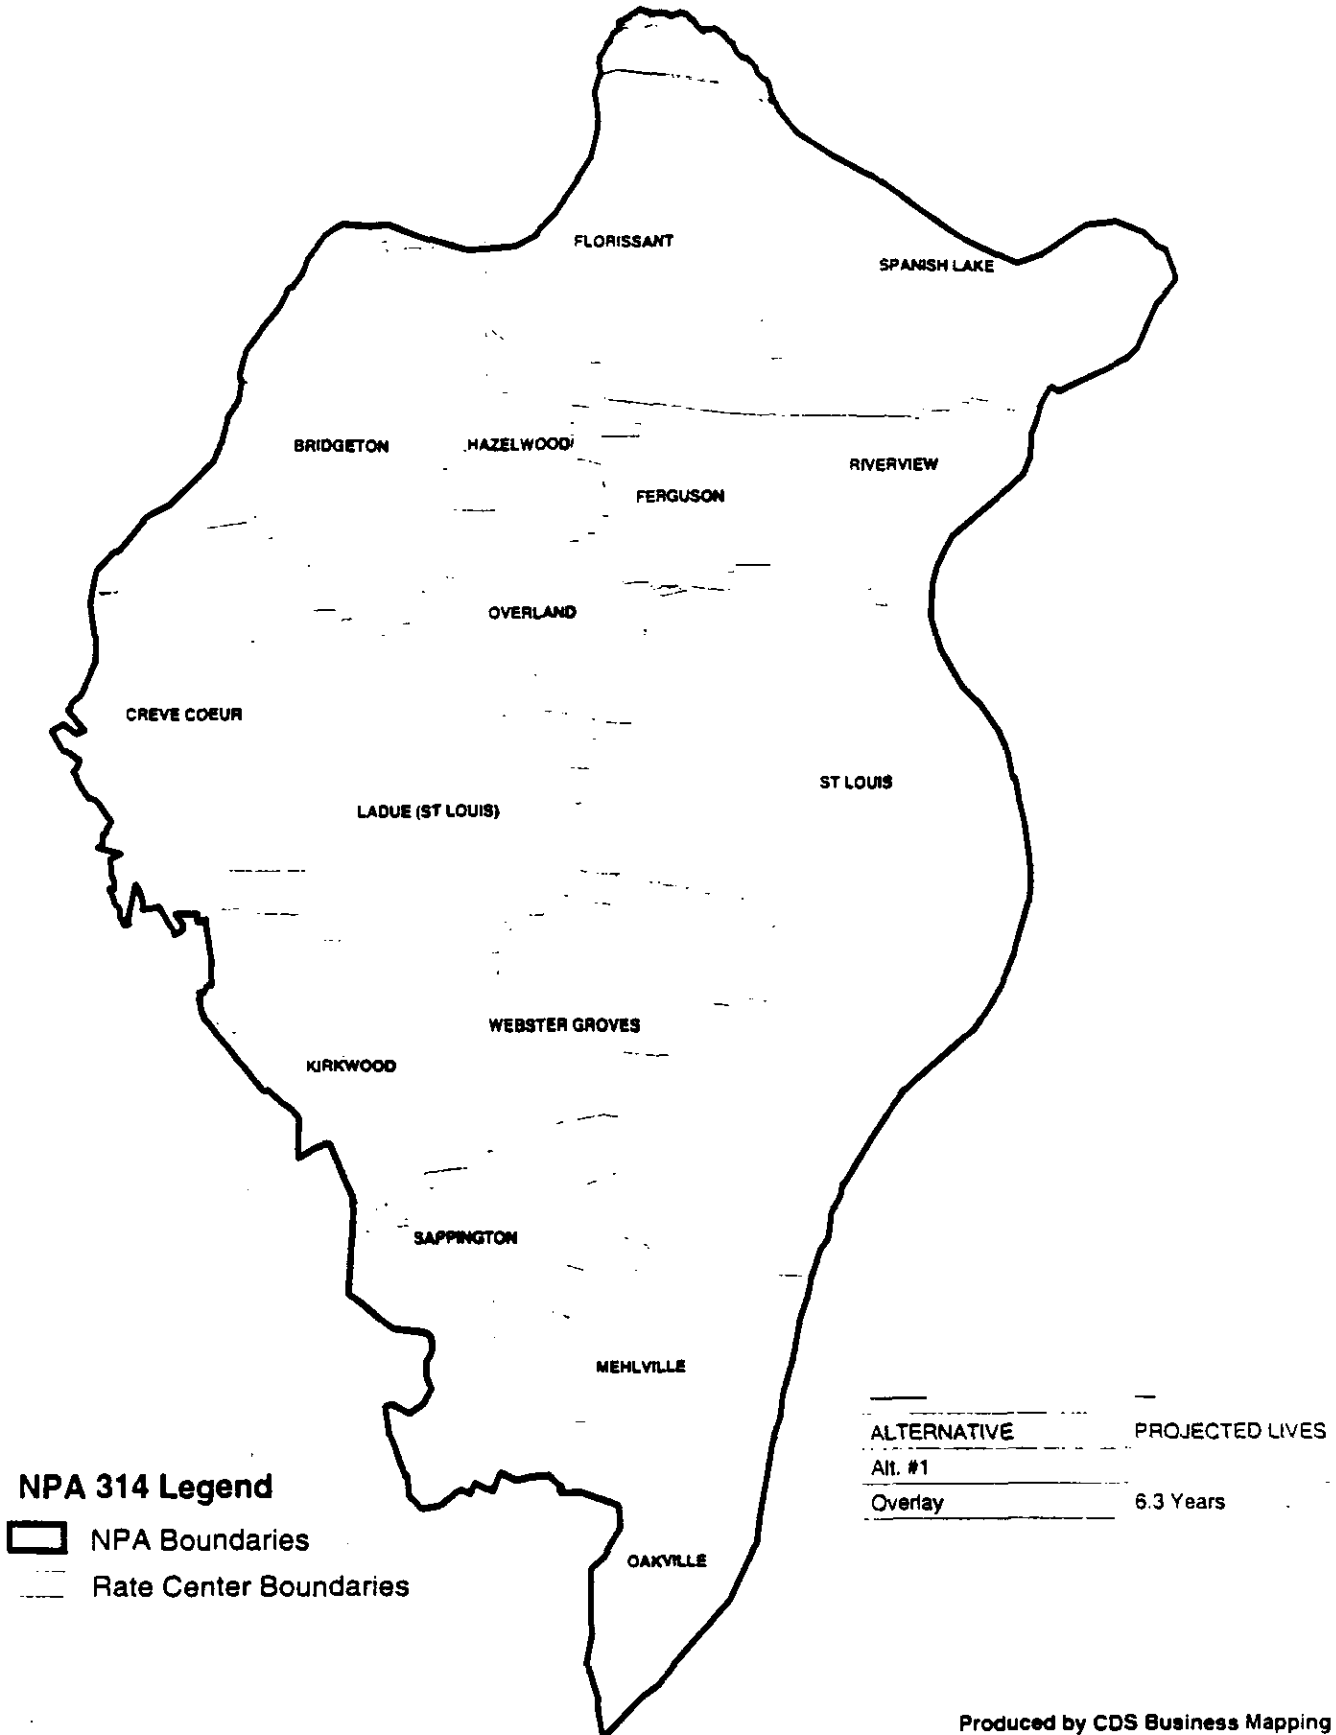 FLORISSANT
SPANISH LAKE
BRIDGETON
HAZELWOOD
RIVERVIEW
FERGUSON
OVERLAND
CREVE COEUR
ST LOUIS
LADUE (ST LOUIS)
WEBSTER GROVES
KIRKWOOD
SAPPINGTON
MEHLVILLE
ALTERNATIVE PROJECTED LIVES
Alt. #1
Overlay 6.3 Years
NPA 314 Legend
NPA Boundaries
Rate Center Boundaries
OAKVILLE
Produced by CDS Business Mapping